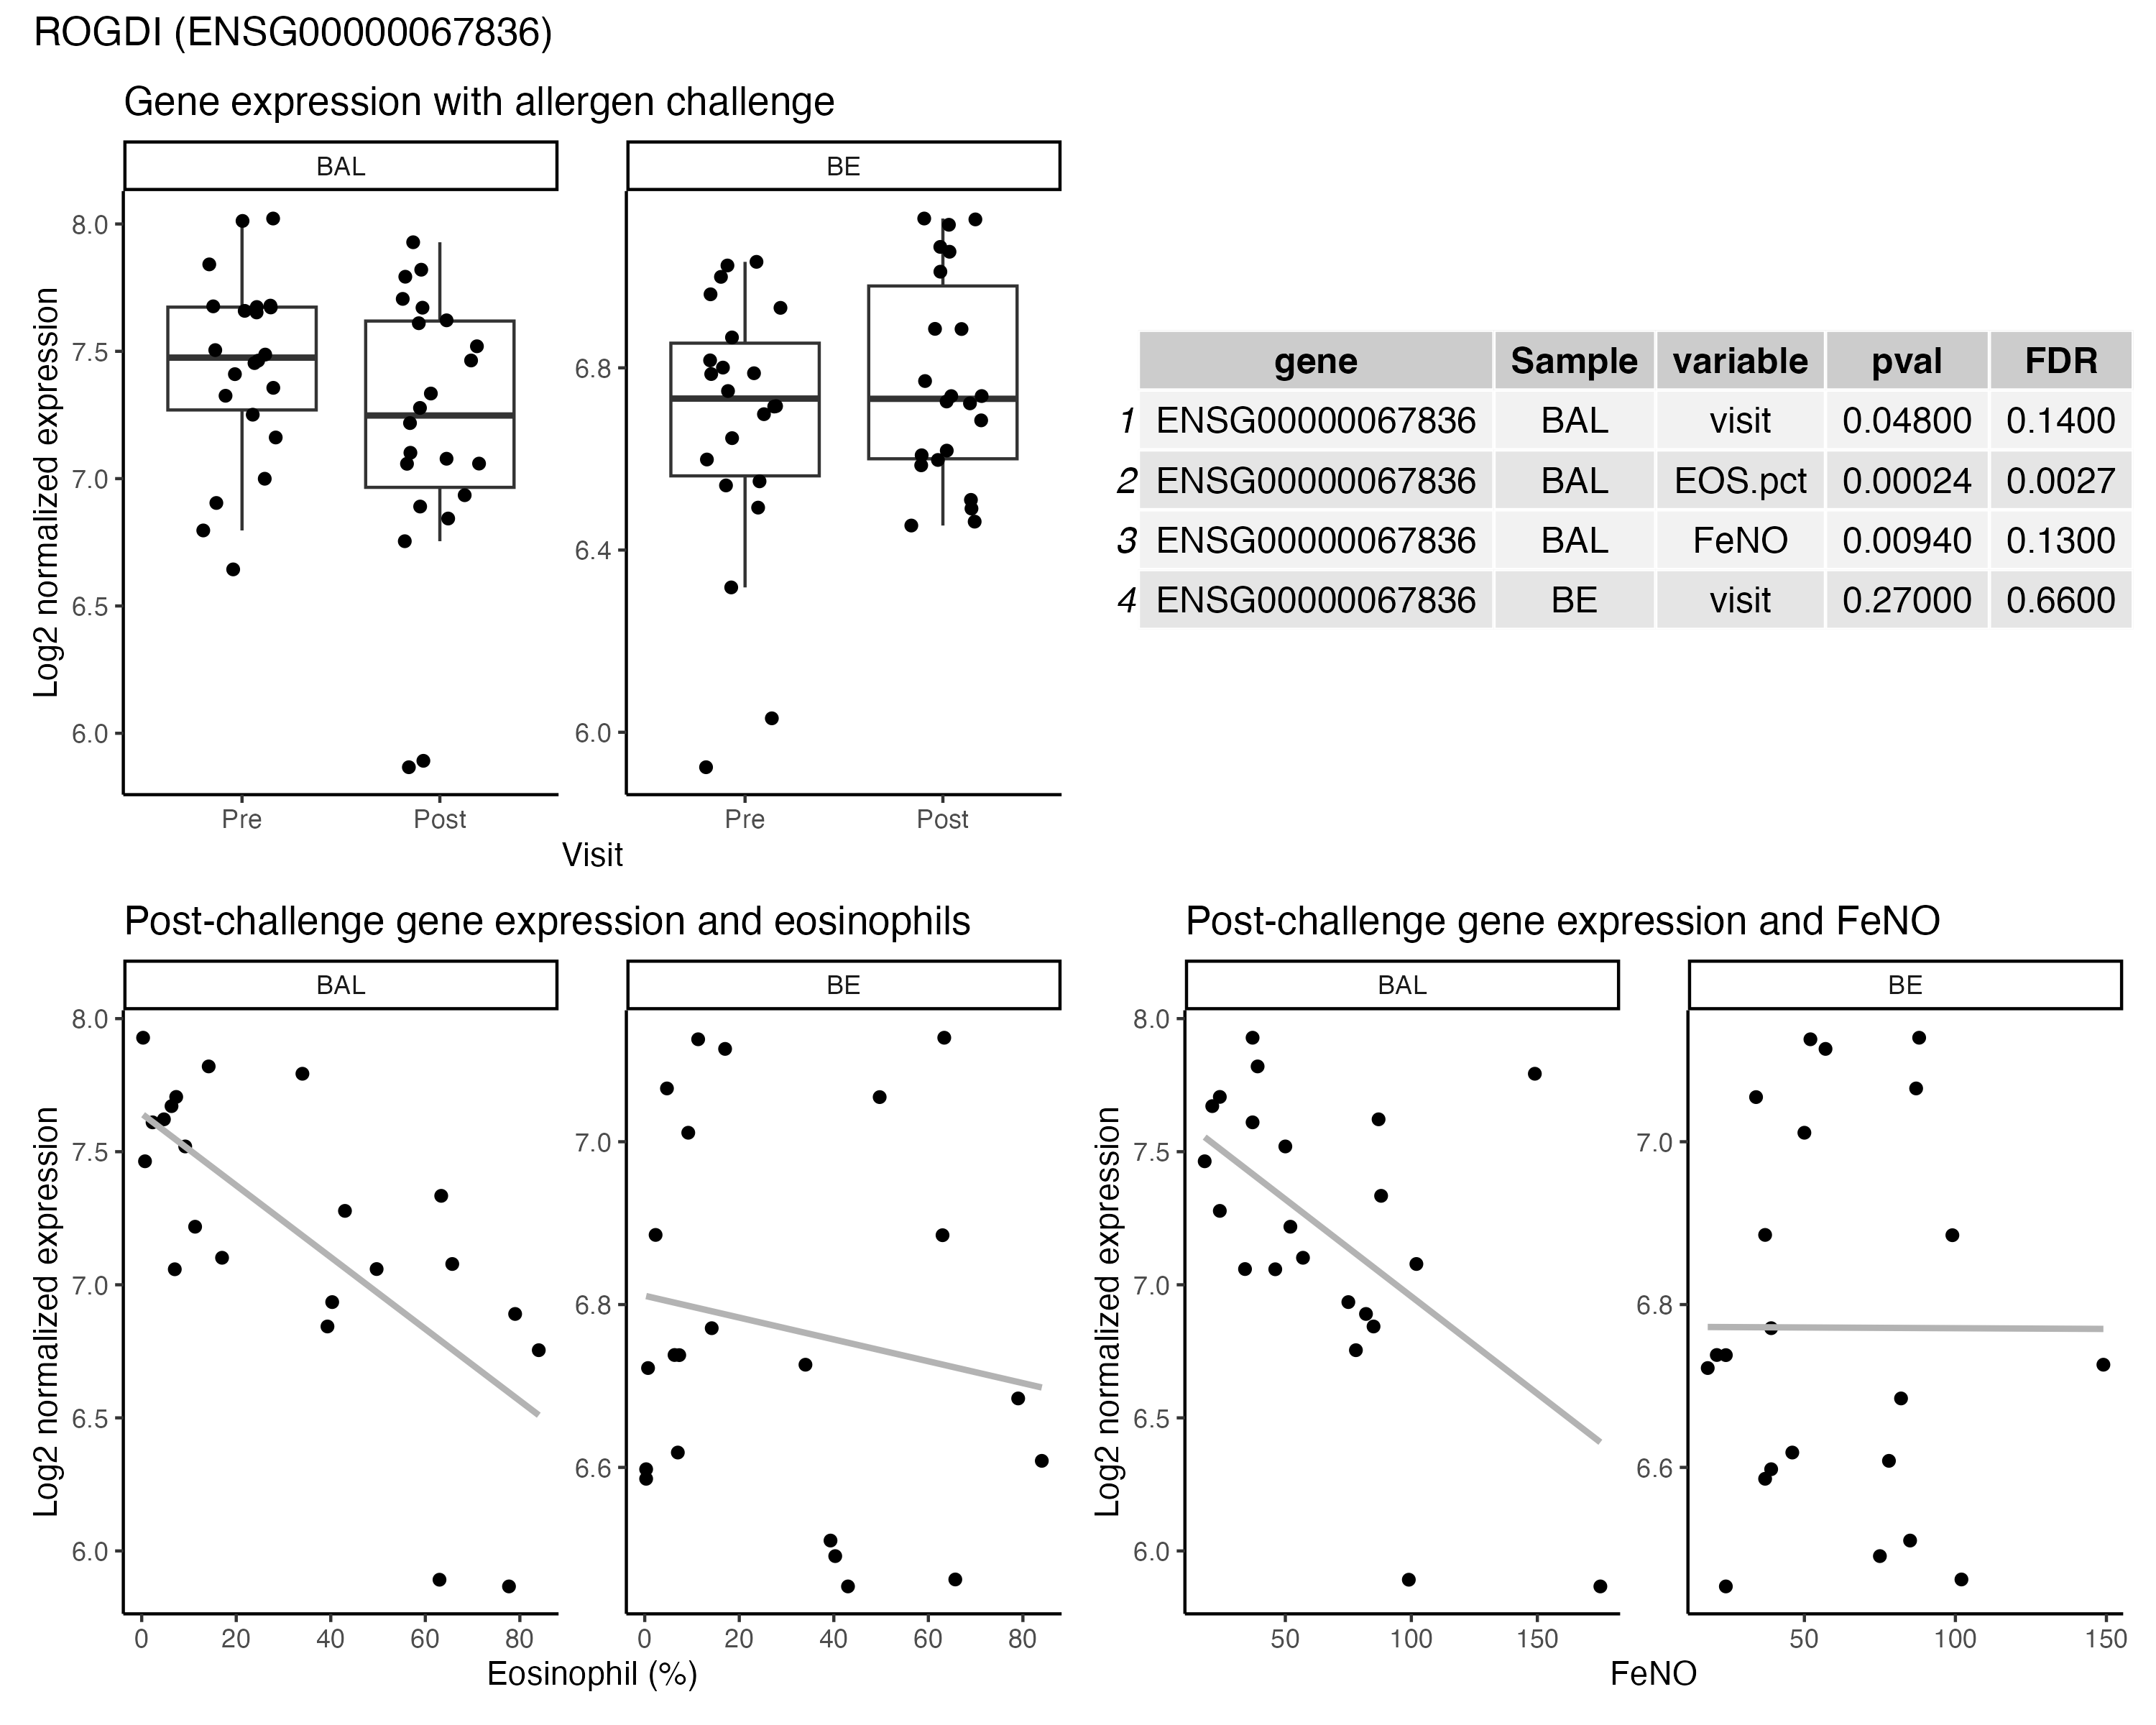 ROGDI (ENSG00000067836)
Gene expression with allergen challenge
BAL
BE
Log2 normalized expression
8.0
7.5
7.0
6.5
6.0
6.8
6.4
6.0
Pre
Post
Pre
Post
Visit
gene Sample variable pval FDR
1 ENSG00000067836 BAL visit 0.04800 0.1400
2 ENSG00000067836 BAL EOS.pct 0.00024 0.0027
3 ENSG00000067836 BAL FeNO 0.00940 0.1300
4 ENSG00000067836 BE visit 0.27000 0.6600
Post-challenge gene expression and eosinophils
BAL
BE
Log2 normalized expression
8.0
7.5
7.0
6.5
6.0
7.0
6.8
6.6
0 20 40 60 80
0 20 40 60 80
Eosinophil (%)
Post-challenge gene expression and FeNO
BAL
BE
Log2 normalized expression
8.0
7.5
7.0
6.5
6.0
7.0
6.8
6.6
50 100 150
50 100 150
FeNO